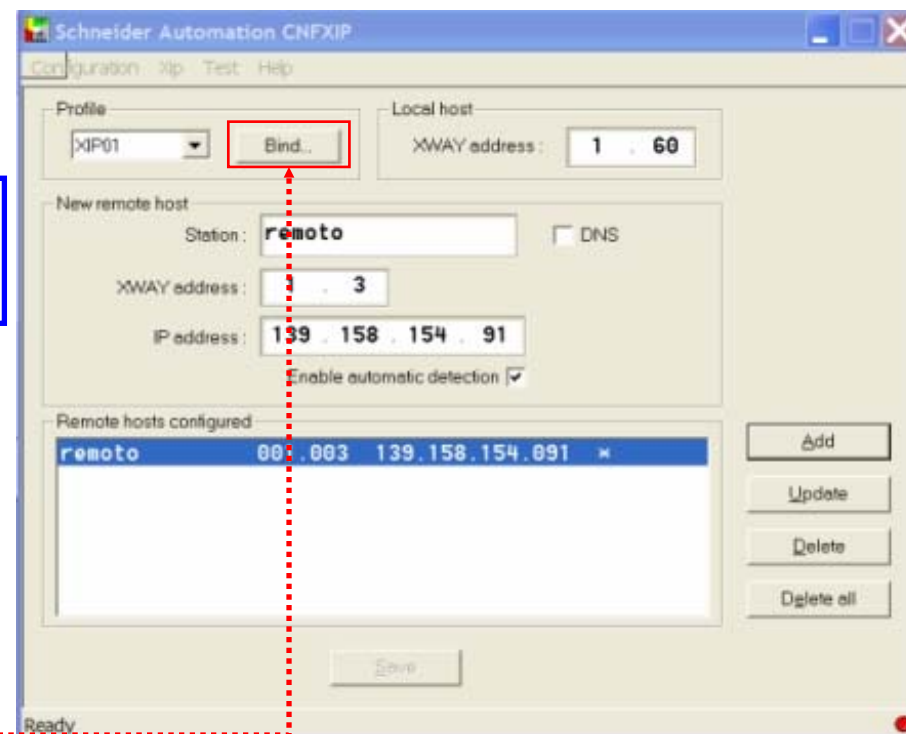 Schneider Automation CNFXIP
Configuration Xip Test Help
Profile
XIP01
Bind...
Local host
XWAY address :
1 . 60
New remote host
Station :
remoto
DNS
XWAY address :
1 . 3
IP address :
139 . 158 . 154 . 91
Enable automatic detection
Remote hosts configured
remoto 001.003 139.158.154.091 *
Add
Update
Delete
Delete all
Save
Ready